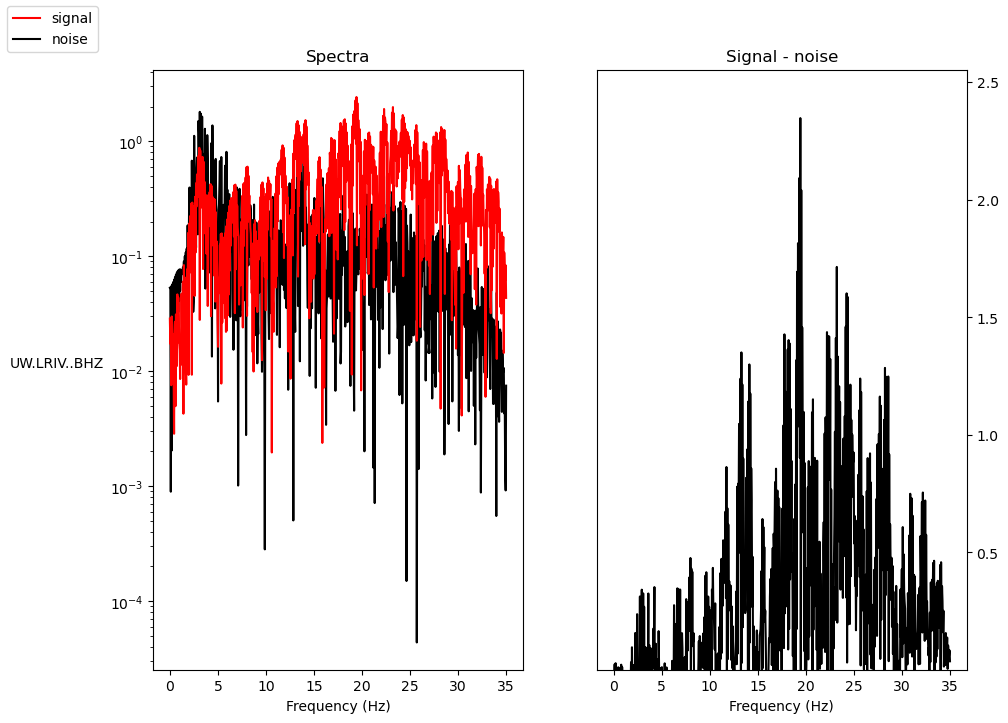 signal
noise
Spectra
Signal - noise
UW.LRIV..BHZ
10^0
10^-1
10^-2
10^-3
10^-4
0 5 10 15 20 25 30 35
Frequency (Hz)
2.5
2.0
1.5
1.0
0.5
0 5 10 15 20 25 30 35
Frequency (Hz)